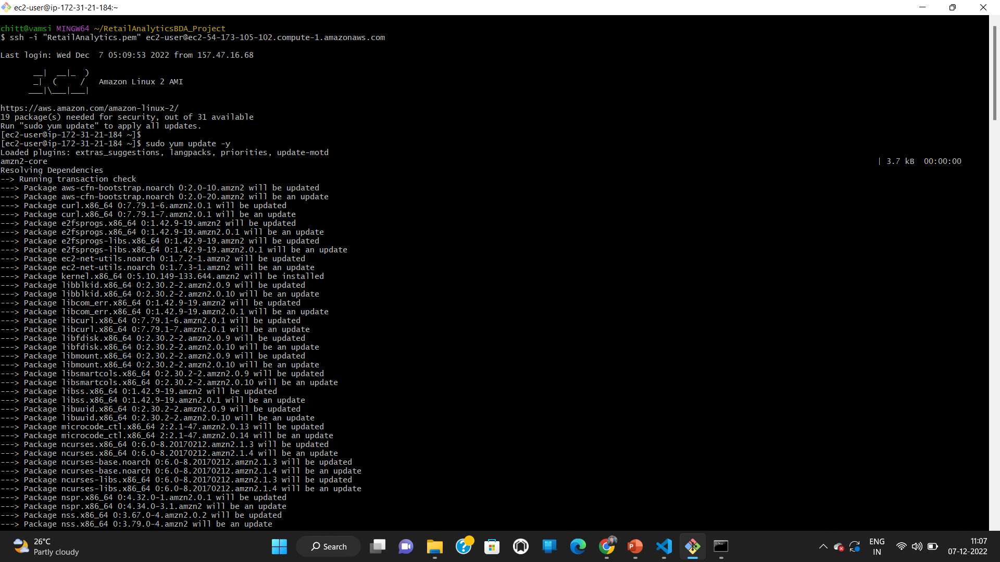 ec2-user@ip-172-31-21-184:~
chitt@vamsi MINGW64 ~/RetailAnalyticsBDA_Project
$ ssh -i "RetailAnalytics.pem" ec2-user@ec2-54-173-105-102.compute-1.amazonaws.com
Last login: Wed Dec  7 05:09:53 2022 from 157.47.16.68
       __|  __|_  )
       _|  (     /   Amazon Linux 2 AMI
      ___|\___|___|
https://aws.amazon.com/amazon-linux-2/
19 package(s) needed for security, out of 31 available
Run "sudo yum update" to apply all updates.
[ec2-user@ip-172-31-21-184 ~]$
[ec2-user@ip-172-31-21-184 ~]$ sudo yum update -y
Loaded plugins: extras_suggestions, langpacks, priorities, update-motd
amzn2-core | 3.7 kB  00:00:00
Resolving Dependencies
--> Running transaction check
---> Package aws-cfn-bootstrap.noarch 0:2.0-10.amzn2 will be updated
---> Package aws-cfn-bootstrap.noarch 0:2.0-20.amzn2 will be an update
---> Package curl.x86_64 0:7.79.1-6.amzn2.0.1 will be updated
---> Package curl.x86_64 0:7.79.1-7.amzn2.0.1 will be an update
---> Package e2fsprogs.x86_64 0:1.42.9-19.amzn2 will be updated
---> Package e2fsprogs.x86_64 0:1.42.9-19.amzn2.0.1 will be an update
---> Package e2fsprogs-libs.x86_64 0:1.42.9-19.amzn2 will be updated
---> Package e2fsprogs-libs.x86_64 0:1.42.9-19.amzn2.0.1 will be an update
---> Package ec2-net-utils.noarch 0:1.7.2-1.amzn2 will be updated
---> Package ec2-net-utils.noarch 0:1.7.3-1.amzn2 will be an update
---> Package kernel.x86_64 0:5.10.149-133.644.amzn2 will be installed
---> Package libblkid.x86_64 0:2.30.2-2.amzn2.0.9 will be updated
---> Package libblkid.x86_64 0:2.30.2-2.amzn2.0.10 will be an update
---> Package libcom_err.x86_64 0:1.42.9-19.amzn2 will be updated
---> Package libcom_err.x86_64 0:1.42.9-19.amzn2.0.1 will be an update
---> Package libcurl.x86_64 0:7.79.1-6.amzn2.0.1 will be updated
---> Package libcurl.x86_64 0:7.79.1-7.amzn2.0.1 will be an update
---> Package libfdisk.x86_64 0:2.30.2-2.amzn2.0.9 will be updated
---> Package libfdisk.x86_64 0:2.30.2-2.amzn2.0.10 will be an update
---> Package libmount.x86_64 0:2.30.2-2.amzn2.0.9 will be updated
---> Package libmount.x86_64 0:2.30.2-2.amzn2.0.10 will be an update
---> Package libsmartcols.x86_64 0:2.30.2-2.amzn2.0.9 will be updated
---> Package libsmartcols.x86_64 0:2.30.2-2.amzn2.0.10 will be an update
---> Package libss.x86_64 0:1.42.9-19.amzn2 will be updated
---> Package libss.x86_64 0:1.42.9-19.amzn2.0.1 will be an update
---> Package libuuid.x86_64 0:2.30.2-2.amzn2.0.9 will be updated
---> Package libuuid.x86_64 0:2.30.2-2.amzn2.0.10 will be an update
---> Package microcode_ctl.x86_64 2:2.1-47.amzn2.0.13 will be updated
---> Package microcode_ctl.x86_64 2:2.1-47.amzn2.0.14 will be an update
---> Package ncurses.x86_64 0:6.0-8.20170212.amzn2.1.3 will be updated
---> Package ncurses.x86_64 0:6.0-8.20170212.amzn2.1.4 will be an update
---> Package ncurses-base.noarch 0:6.0-8.20170212.amzn2.1.3 will be updated
---> Package ncurses-base.noarch 0:6.0-8.20170212.amzn2.1.4 will be an update
---> Package ncurses-libs.x86_64 0:6.0-8.20170212.amzn2.1.3 will be updated
---> Package ncurses-libs.x86_64 0:6.0-8.20170212.amzn2.1.4 will be an update
---> Package nspr.x86_64 0:4.32.0-1.amzn2.0.1 will be updated
---> Package nspr.x86_64 0:4.34.0-3.1.amzn2 will be an update
---> Package nss.x86_64 0:3.67.0-4.amzn2.0.2 will be updated
---> Package nss.x86_64 0:3.79.0-4.amzn2 will be an update
26°C
Partly cloudy
Search
ENG
IN
11:07
07-12-2022